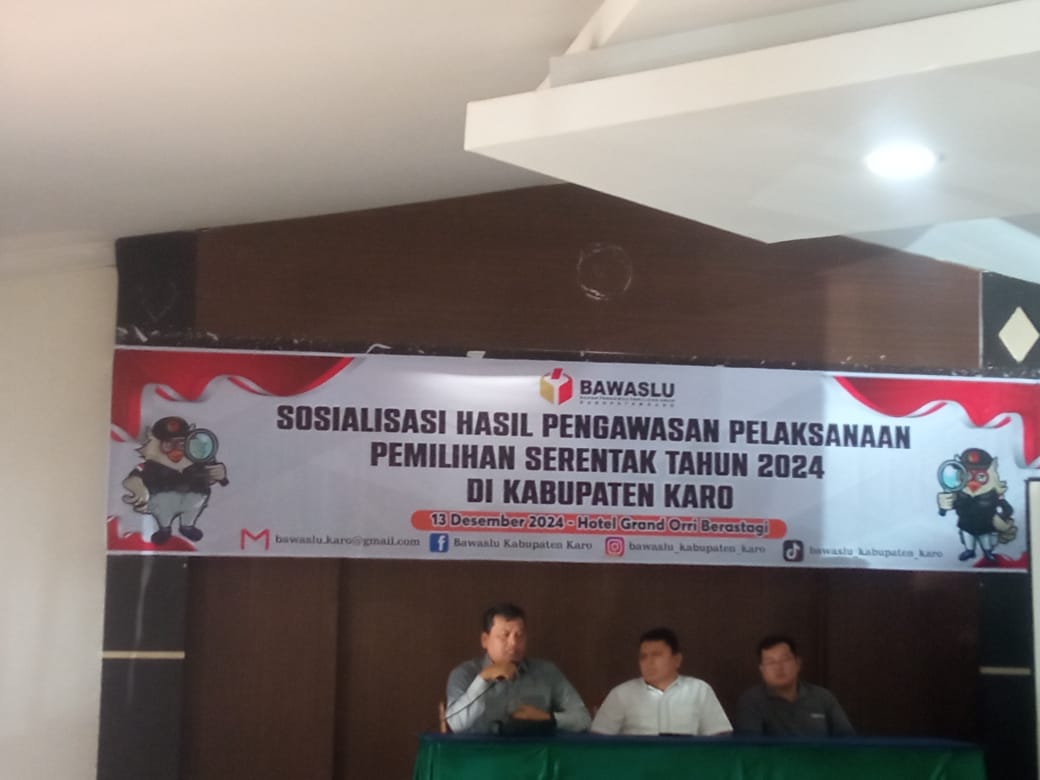 BAWASLU
SOSIALISASI HASIL PENGAWASAN PELAKSANAAN
PEMILIHAN SERENTAK TAHUN 2024
DI KABUPATEN KARO
13 Desember 2024 - Hotel Grand Orri Berastagi
bawaslu.karo@gmail.com Bawaslu Kabupaten Karo bawaslu_kabupaten_karo bawaslu_kabupaten_karo